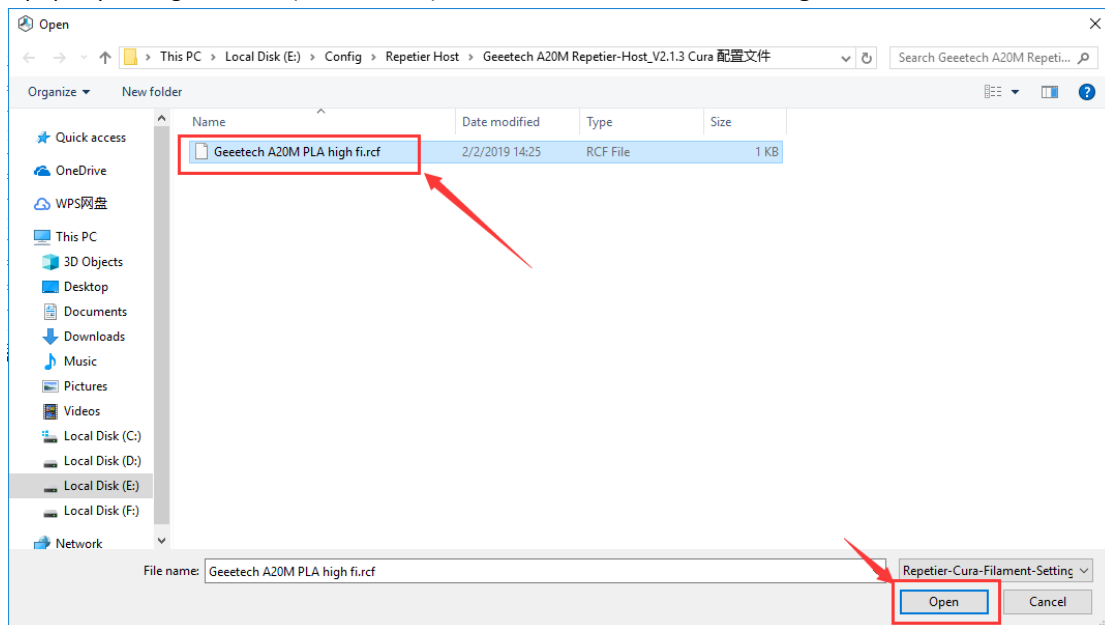 Open
This PC > Local Disk (E:) > Config > Repetier Host > Geeetech A20M Repetier-Host_V2.1.3 Cura 配置文件
Search Geeetech A20M Repeti...
Organize
New folder
Name
Date modified
Type
Size
Geeetech A20M PLA high fi.rcf
2/2/2019 14:25
RCF File
1 KB
Quick access
OneDrive
WPS网盘
This PC
3D Objects
Desktop
Documents
Downloads
Music
Pictures
Videos
Local Disk (C:)
Local Disk (D:)
Local Disk (E:)
Local Disk (F:)
Network
File name: Geeetech A20M PLA high fi.rcf
Repetier-Cura-Filament-Setting
Open
Cancel